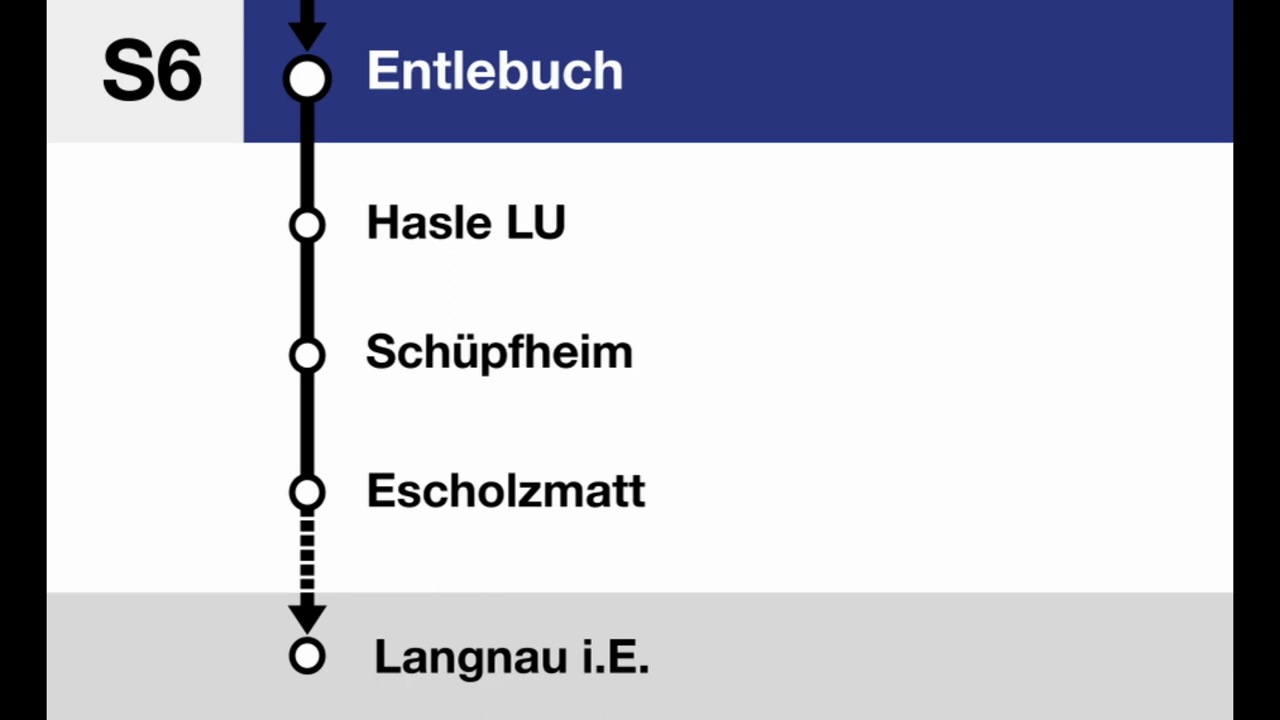 S6 Entlebuch
Hasle LU
Schüpfheim
Escholzmatt
Langnau i.E.